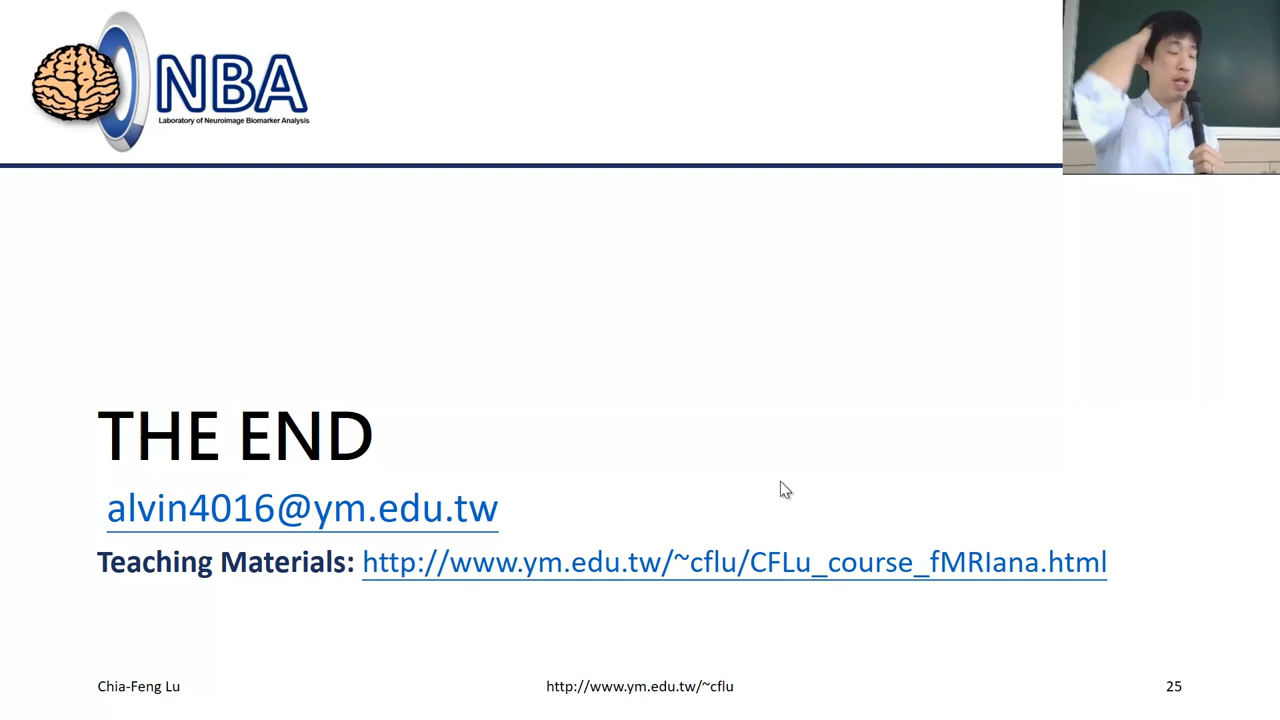 NBA
Laboratory of Neuroimage Biomarker Analysis
THE END
alvin4016@ym.edu.tw
Teaching Materials: http://www.ym.edu.tw/~cflu/CFLu_course_fMRIana.html
Chia-Feng Lu
http://www.ym.edu.tw/~cflu
25